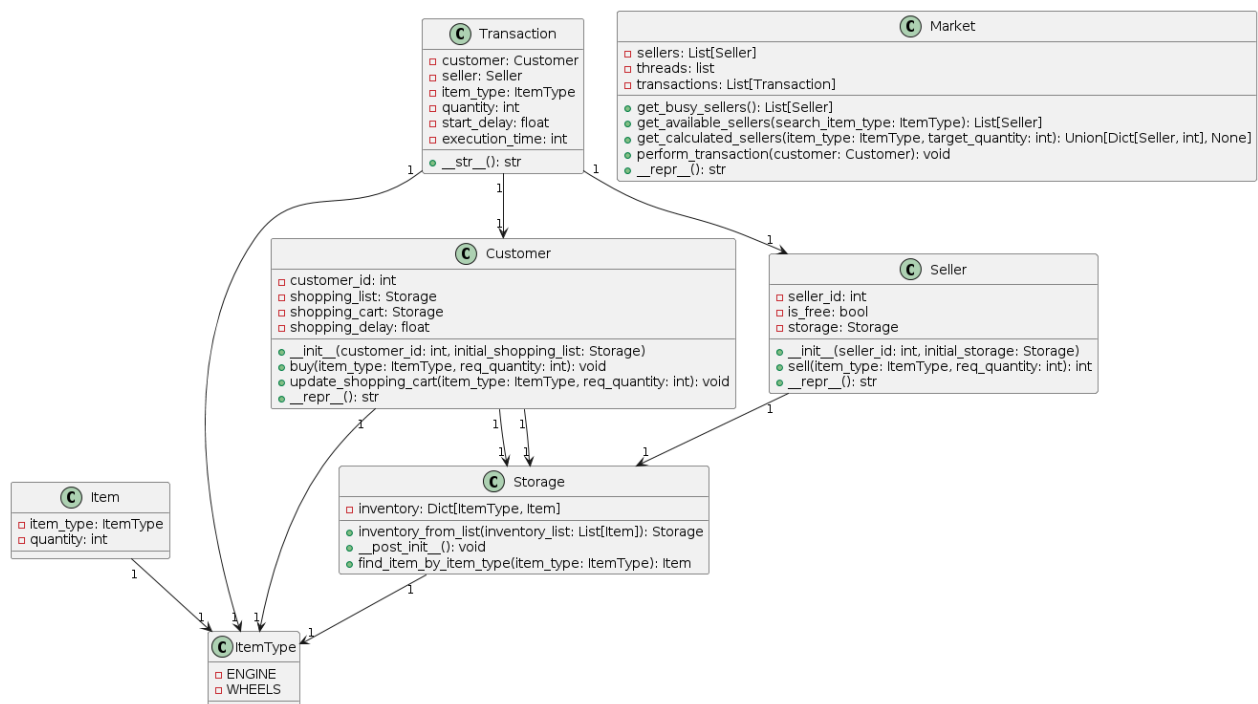 C Transaction
customer: Customer
seller: Seller
item_type: ItemType
quantity: int
start_delay: float
execution_time: int
__str__(): str
C Market
sellers: List[Seller]
threads: list
transactions: List[Transaction]
get_busy_sellers(): List[Seller]
get_available_sellers(search_item_type: ItemType): List[Seller]
get_calculated_sellers(item_type: ItemType, target_quantity: int): Union[Dict[Seller, int], None]
perform_transaction(customer: Customer): void
__repr__(): str
1
1
1
1
1
C Customer
customer_id: int
shopping_list: Storage
shopping_cart: Storage
shopping_delay: float
__init__(customer_id: int, initial_shopping_list: Storage)
buy(item_type: ItemType, req_quantity: int): void
update_shopping_cart(item_type: ItemType, req_quantity: int): void
__repr__(): str
C Seller
seller_id: int
is_free: bool
storage: Storage
__init__(seller_id: int, initial_storage: Storage)
sell(item_type: ItemType, req_quantity: int): int
__repr__(): str
1
1
1
1
1
1
1
C Item
item_type: ItemType
quantity: int
C Storage
inventory: Dict[ItemType, Item]
inventory_from_list(inventory_list: List[Item]): Storage
__post_init__(): void
find_item_by_item_type(item_type: ItemType): Item
1
1
1
1
1
1
C ItemType
ENGINE
WHEELS